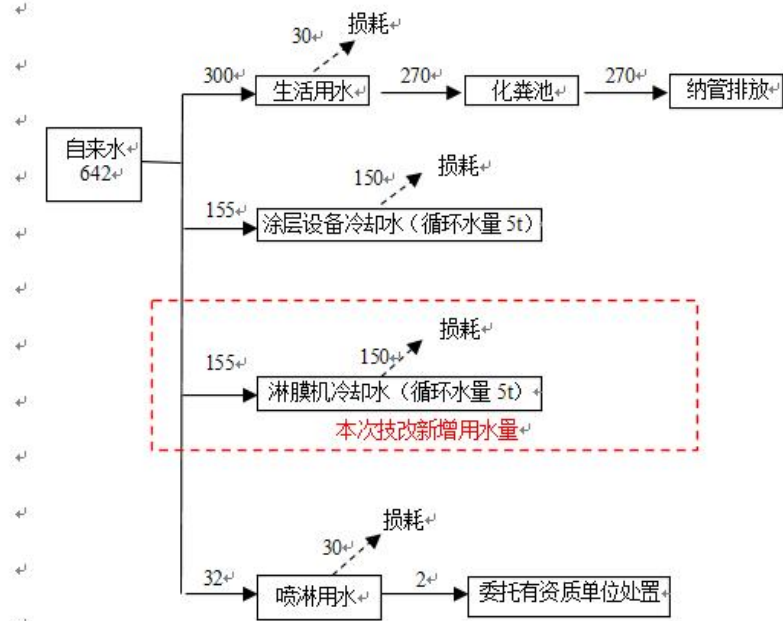 损耗
30
300
生活用水
270
化粪池
270
纳管排放
自来水
642
损耗
150
155
涂层设备冷却水（循环水量 5t）
损耗
150
155
淋膜机冷却水（循环水量 5t）
本次技改新增用水量
损耗
30
32
喷淋用水
2
委托有资质单位处置